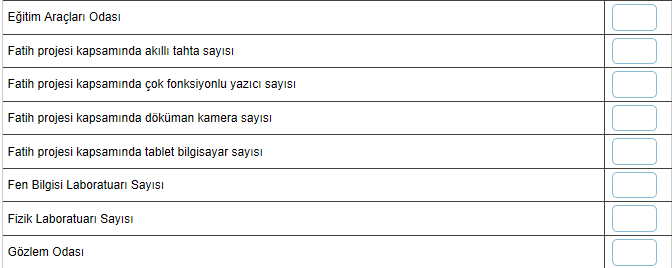 Eğitim Araçları Odası
Fatih projesi kapsamında akıllı tahta sayısı
Fatih projesi kapsamında çok fonksiyonlu yazıcı sayısı
Fatih projesi kapsamında döküman kamera sayısı
Fatih projesi kapsamında tablet bilgisayar sayısı
Fen Bilgisi Laboratuarı Sayısı
Fizik Laboratuarı Sayısı
Gözlem Odası